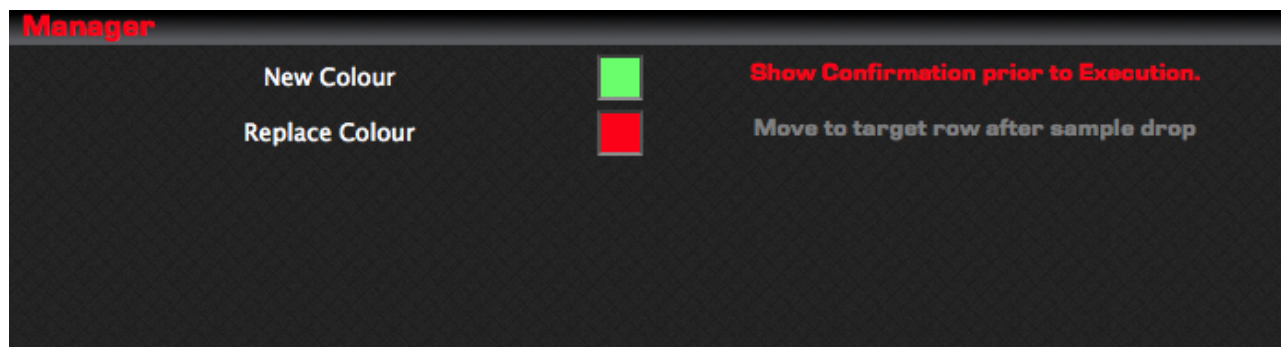 Manager
New Colour
Show Confirmation prior to Execution.
Replace Colour
Move to target row after sample drop